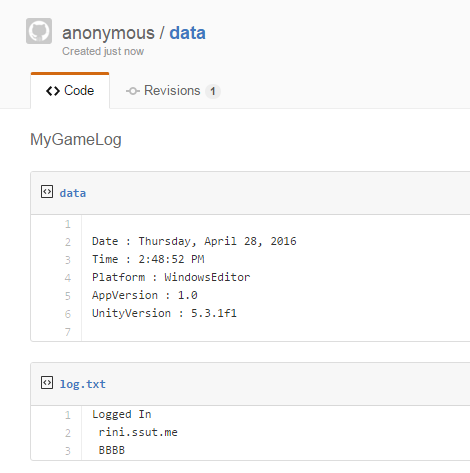 anonymous / data
Created just now
Code
Revisions 1
MyGameLog
data
1
2 Date : Thursday, April 28, 2016
3 Time : 2:48:52 PM
4 Platform : WindowsEditor
5 AppVersion : 1.0
6 UnityVersion : 5.3.1f1
7
log.txt
1 Logged In
2 rini.ssut.me
3 BBBB